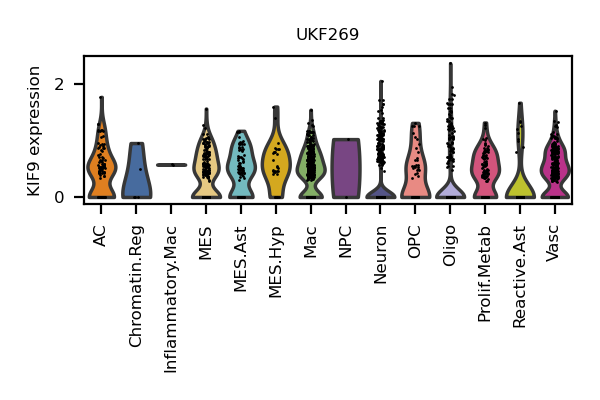 UKF269
KIF9 expression
2
0
AC
Chromatin.Reg
Inflammatory.Mac
MES
MES.Ast
MES.Hyp
Mac
NPC
Neuron
OPC
Oligo
Prolif.Metab
Reactive.Ast
Vasc